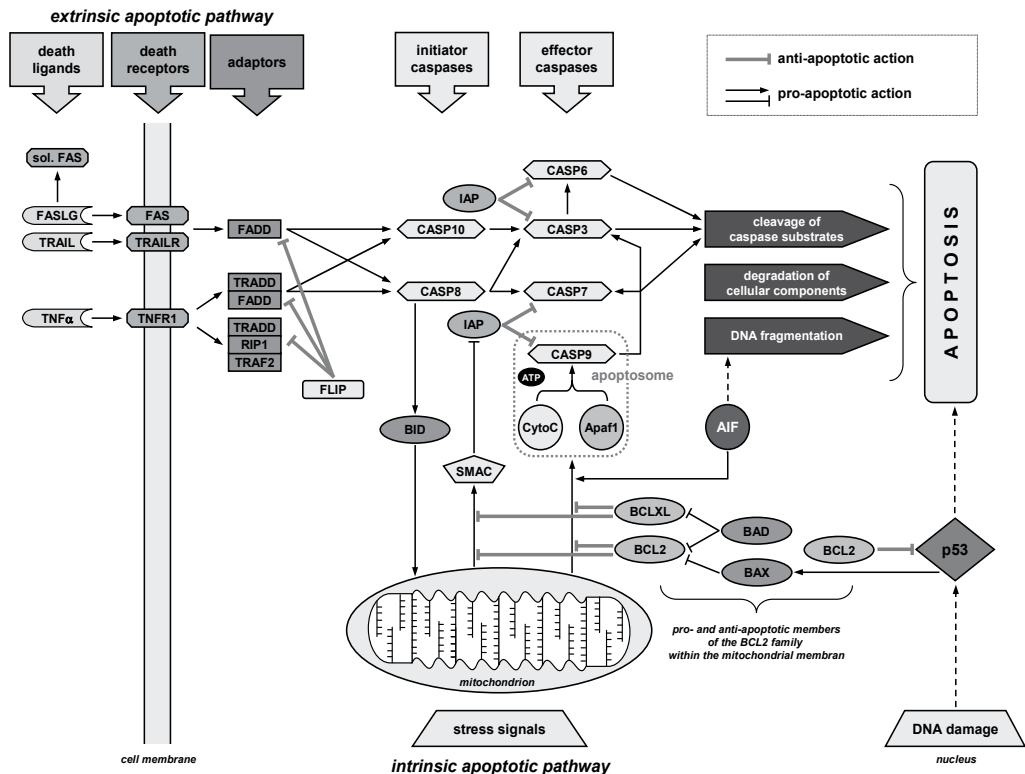 extrinsic apoptotic pathway
death
ligands
death
receptors
adaptors
initiator
caspases
effector
caspases
anti-apoptotic action
pro-apoptotic action
sol. FAS
FASLG
FAS
TRAIL
TRAILR
FADD
TNFα
TNFR1
TRADD
FADD
TRADD
RIP1
TRAF2
FLIP
IAP
CASP6
CASP10
CASP3
CASP8
CASP7
IAP
CASP9
ATP
apoptosome
CytoC
Apaf1
cleavage of
caspase substrates
degradation of
cellular components
DNA fragmentation
APOPTOSIS
AIF
BID
SMAC
BCLXL
BAD
BCL2
BAX
BCL2
p53
pro- and anti-apoptotic members
of the BCL2 family
within the mitochondrial membran
mitochondrion
stress signals
DNA damage
cell membrane
intrinsic apoptotic pathway
nucleus